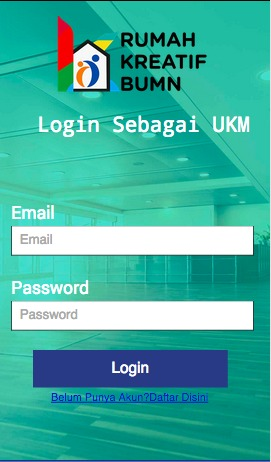 RUMAH
KREATIF
BUMN
Login Sebagai UKM
Email
Email
Password
Password
Login
Belum Punya Akun?Daftar Disini